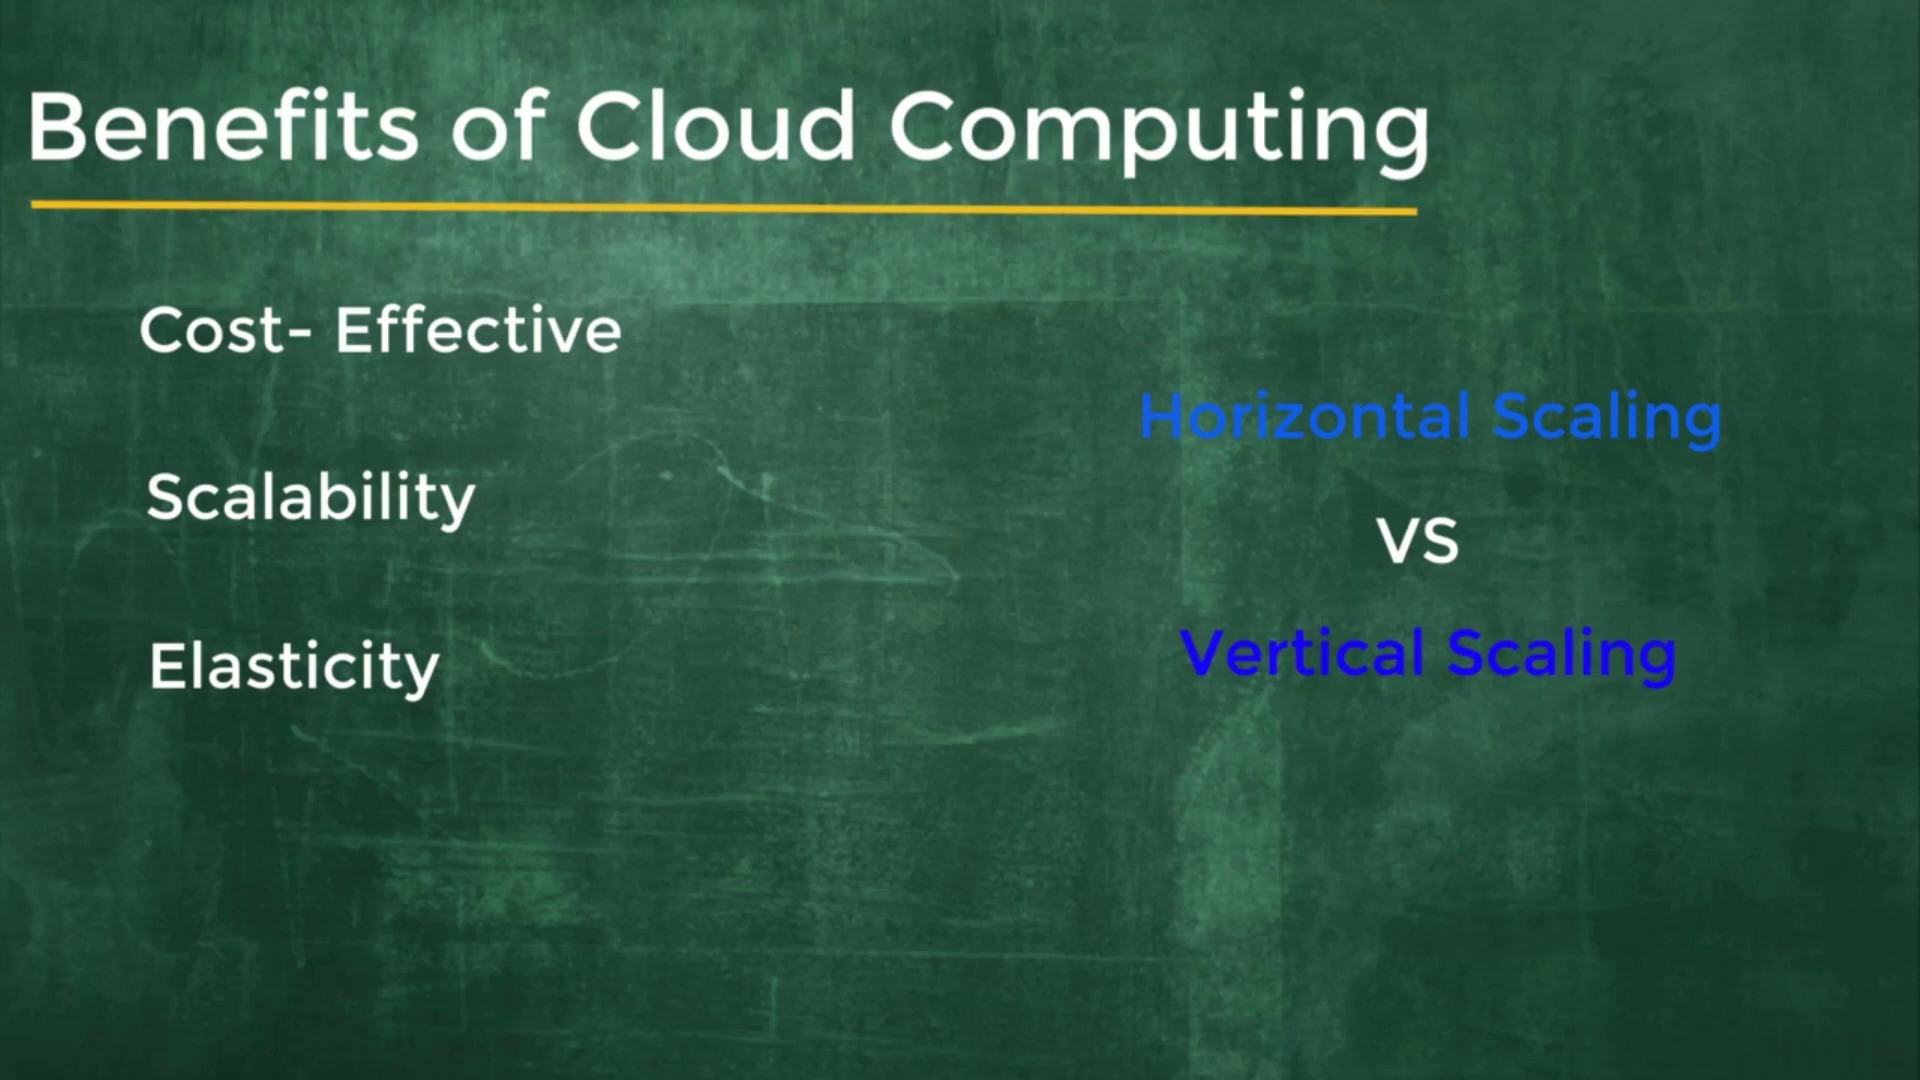 Benefits of Cloud Computing
Cost- Effective
Scalability
Elasticity
Horizontal Scaling
VS
Vertical Scaling